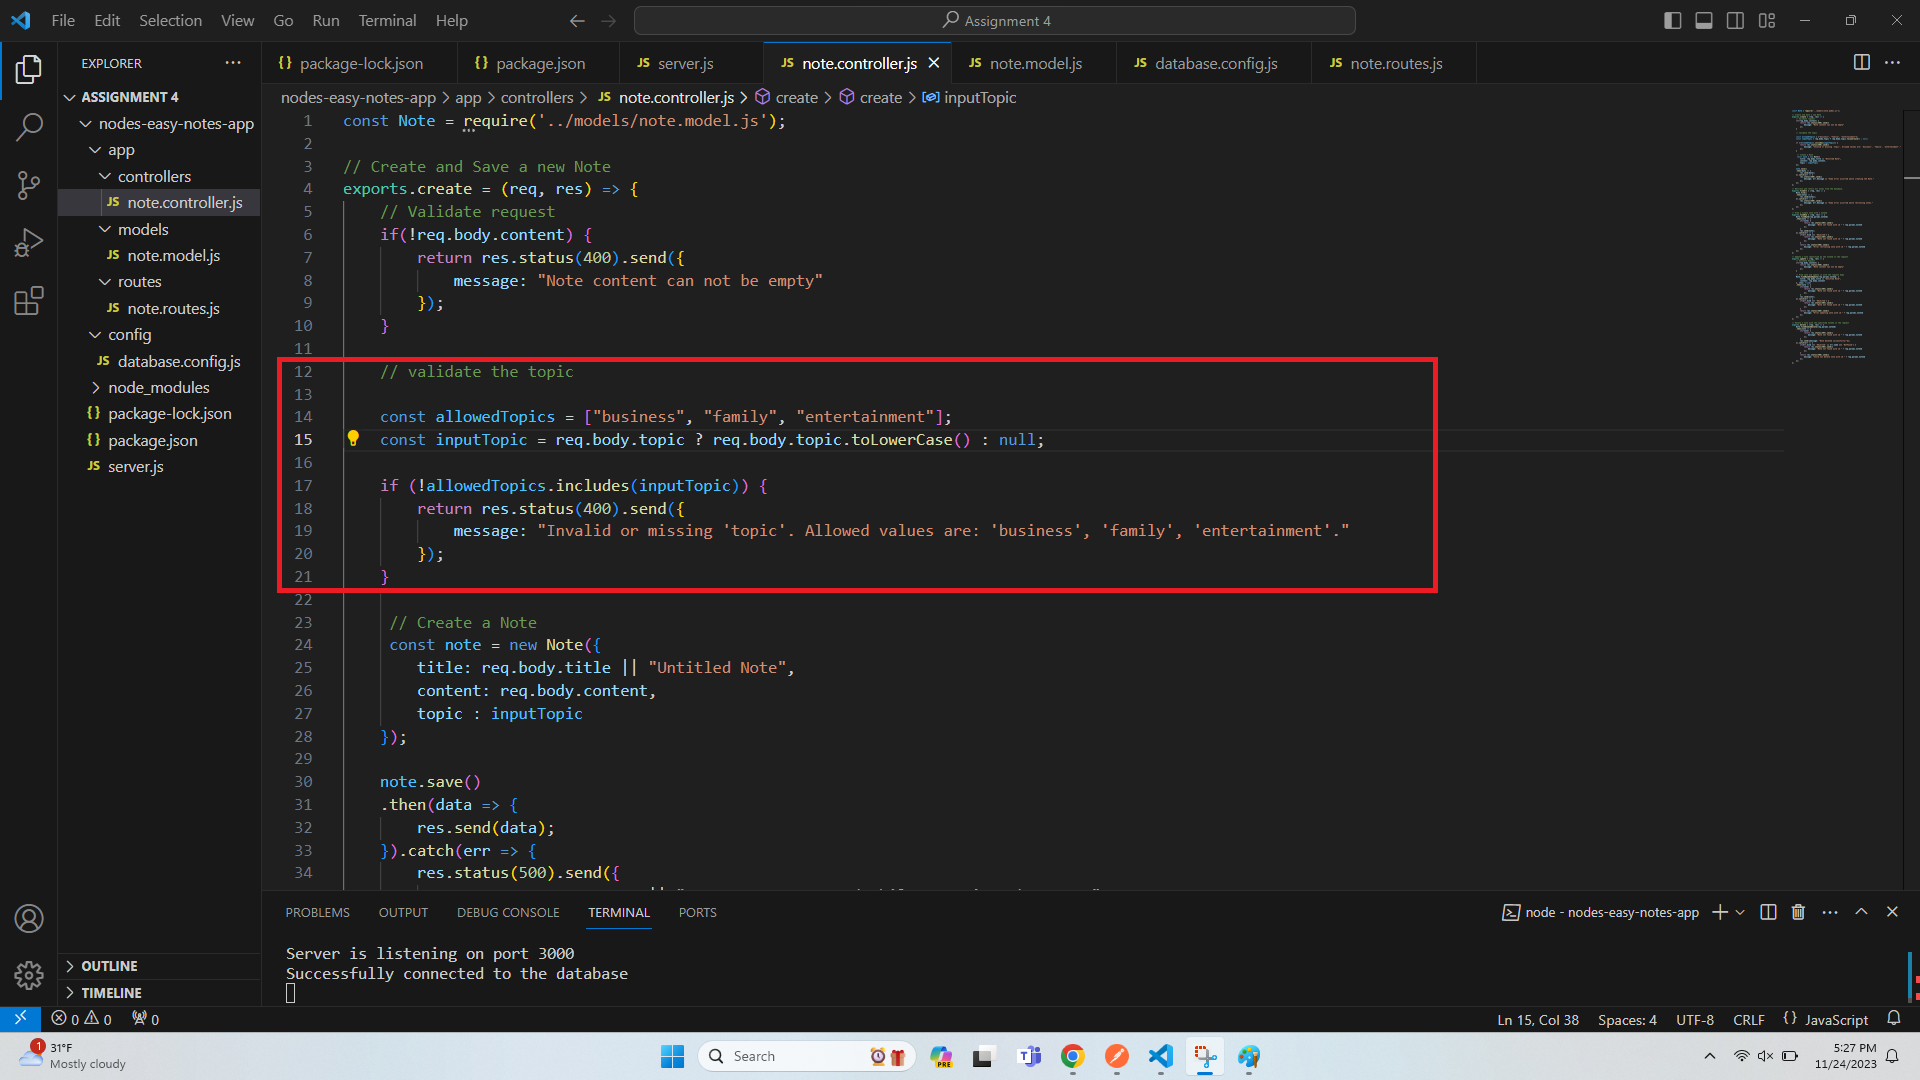 File Edit Selection View Go Run Terminal Help
Assignment 4
EXPLORER
ASSIGNMENT 4
nodes-easy-notes-app
app
controllers
JS note.controller.js
models
JS note.model.js
routes
JS note.routes.js
config
JS database.config.js
node_modules
{} package-lock.json
{} package.json
JS server.js
OUTLINE
TIMELINE
{} package-lock.json {} package.json JS server.js JS note.controller.js JS note.model.js JS database.config.js JS note.routes.js
nodes-easy-notes-app > app > controllers > JS note.controller.js > create > create > inputTopic
1 const Note = require('../models/note.model.js');
2
3 // Create and Save a new Note
4 exports.create = (req, res) => {
5 // Validate request
6 if(!req.body.content) {
7 return res.status(400).send({
8 message: "Note content can not be empty"
9 });
10 }
11
12 // validate the topic
13
14 const allowedTopics = ["business", "family", "entertainment"];
15 const inputTopic = req.body.topic ? req.body.topic.toLowerCase() : null;
16
17 if (!allowedTopics.includes(inputTopic)) {
18 return res.status(400).send({
19 message: "Invalid or missing 'topic'. Allowed values are: 'business', 'family', 'entertainment'."
20 });
21 }
22
23 // Create a Note
24 const note = new Note({
25 title: req.body.title || "Untitled Note",
26 content: req.body.content,
27 topic : inputTopic
28 });
29
30 note.save()
31 .then(data => {
32 res.send(data);
33 }).catch(err => {
34 res.status(500).send({
PROBLEMS OUTPUT DEBUG CONSOLE TERMINAL PORTS
node - nodes-easy-notes-app
Server is listening on port 3000
Successfully connected to the database
0 0 0
Ln 15, Col 38 Spaces: 4 UTF-8 CRLF {} JavaScript
1
31°F
Mostly cloudy
Search
PRE
5:27 PM
11/24/2023